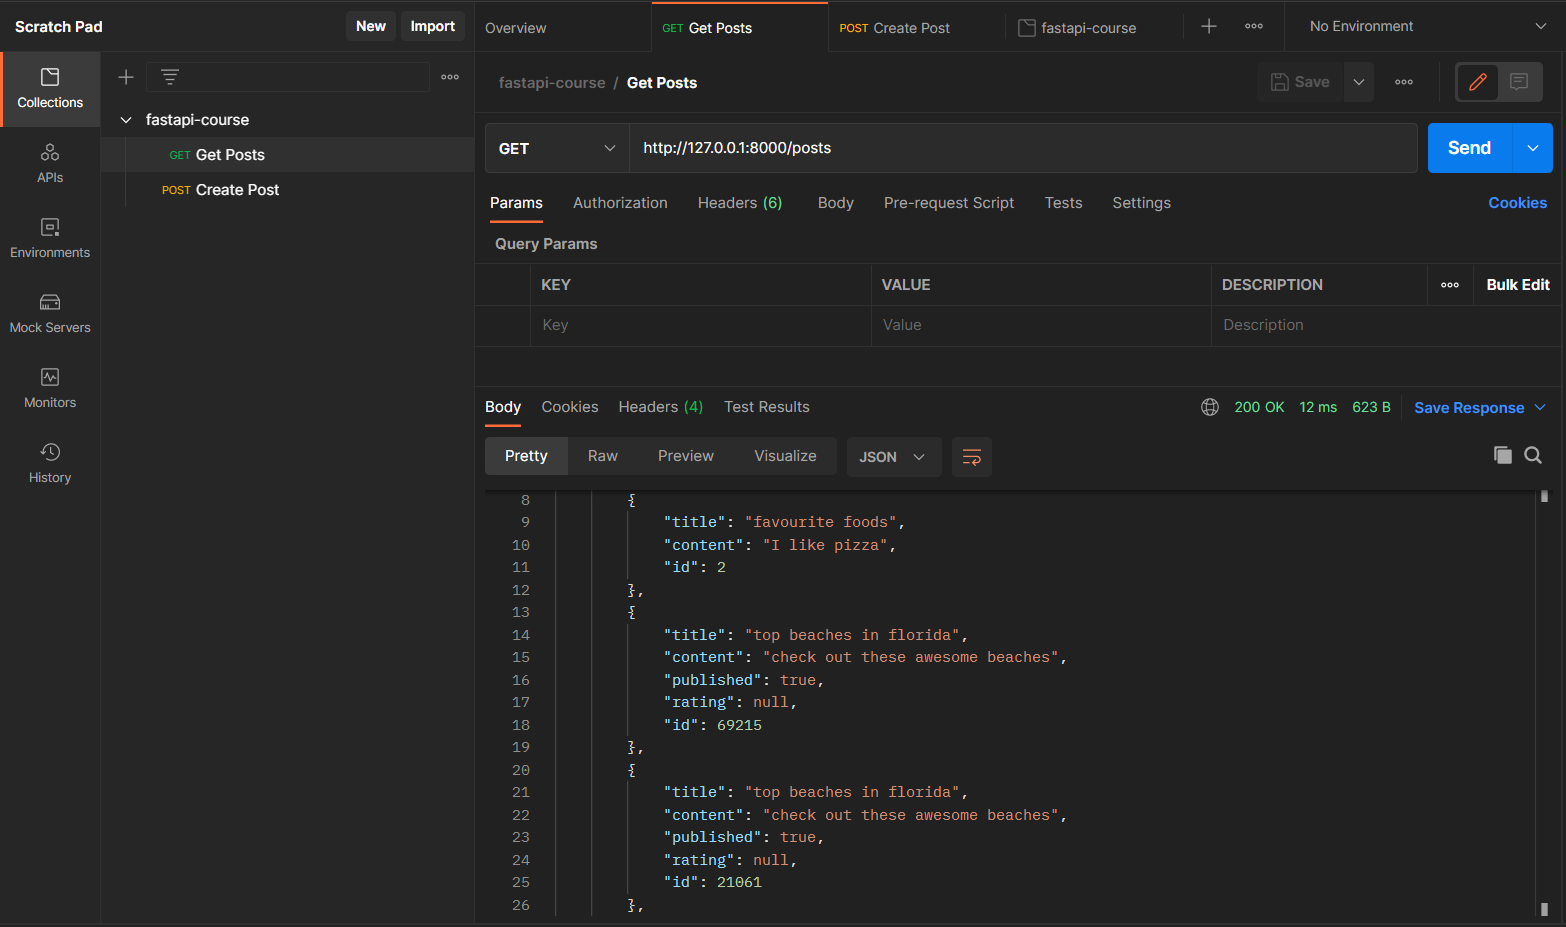 Scratch Pad
New
Import
Overview
GET Get Posts
POST Create Post
fastapi-course
No Environment
Collections
APIs
Environments
Mock Servers
Monitors
History
fastapi-course
GET Get Posts
POST Create Post
fastapi-course / Get Posts
Save
GET
http://127.0.0.1:8000/posts
Send
Params Authorization Headers (6) Body Pre-request Script Tests Settings Cookies
Query Params
KEY VALUE DESCRIPTION Bulk Edit
Key Value Description
Body Cookies Headers (4) Test Results 200 OK 12 ms 623 B Save Response
Pretty Raw Preview Visualize JSON
8 {
9 "title": "favourite foods",
10 "content": "I like pizza",
11 "id": 2
12 },
13 {
14 "title": "top beaches in florida",
15 "content": "check out these awesome beaches",
16 "published": true,
17 "rating": null,
18 "id": 69215
19 },
20 {
21 "title": "top beaches in florida",
22 "content": "check out these awesome beaches",
23 "published": true,
24 "rating": null,
25 "id": 21061
26 },